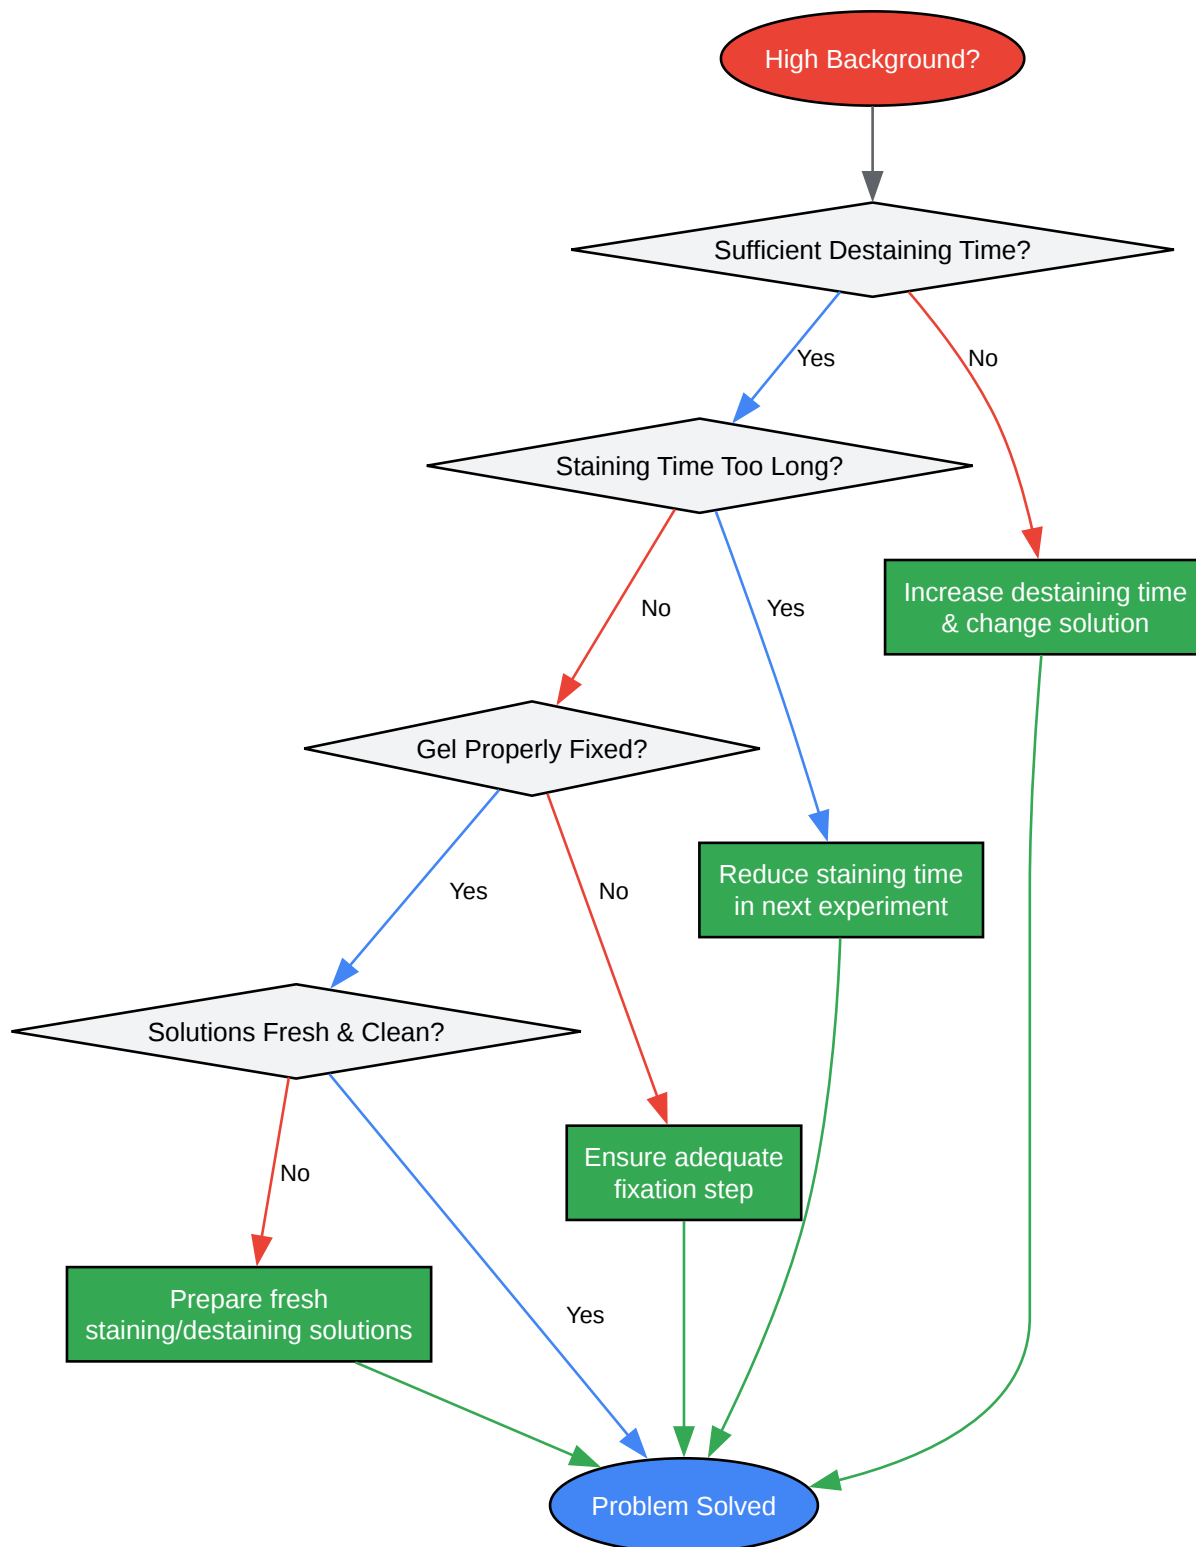 High Background?
Sufficient Destaining Time?
Yes
No
Staining Time Too Long?
Increase destaining time
& change solution
No
Yes
Gel Properly Fixed?
Reduce staining time
in next experiment
Yes
No
Solutions Fresh & Clean?
Ensure adequate
fixation step
No
Prepare fresh
staining/destaining solutions
Yes
Problem Solved